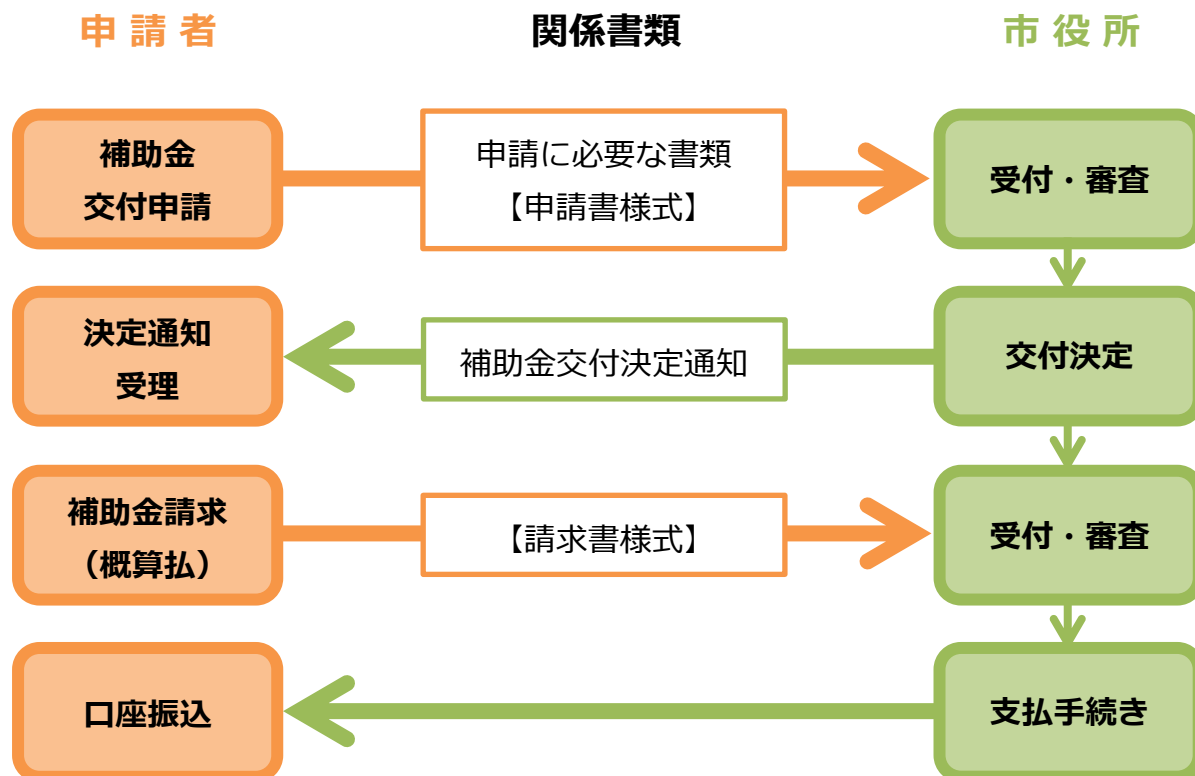 申請者
関係書類
市役所
補助金
交付申請
申請に必要な書類
【申請書様式】
受付・審査
決定通知
受理
補助金交付決定通知
交付決定
補助金請求
（概算払）
【請求書様式】
受付・審査
口座振込
支払手続き